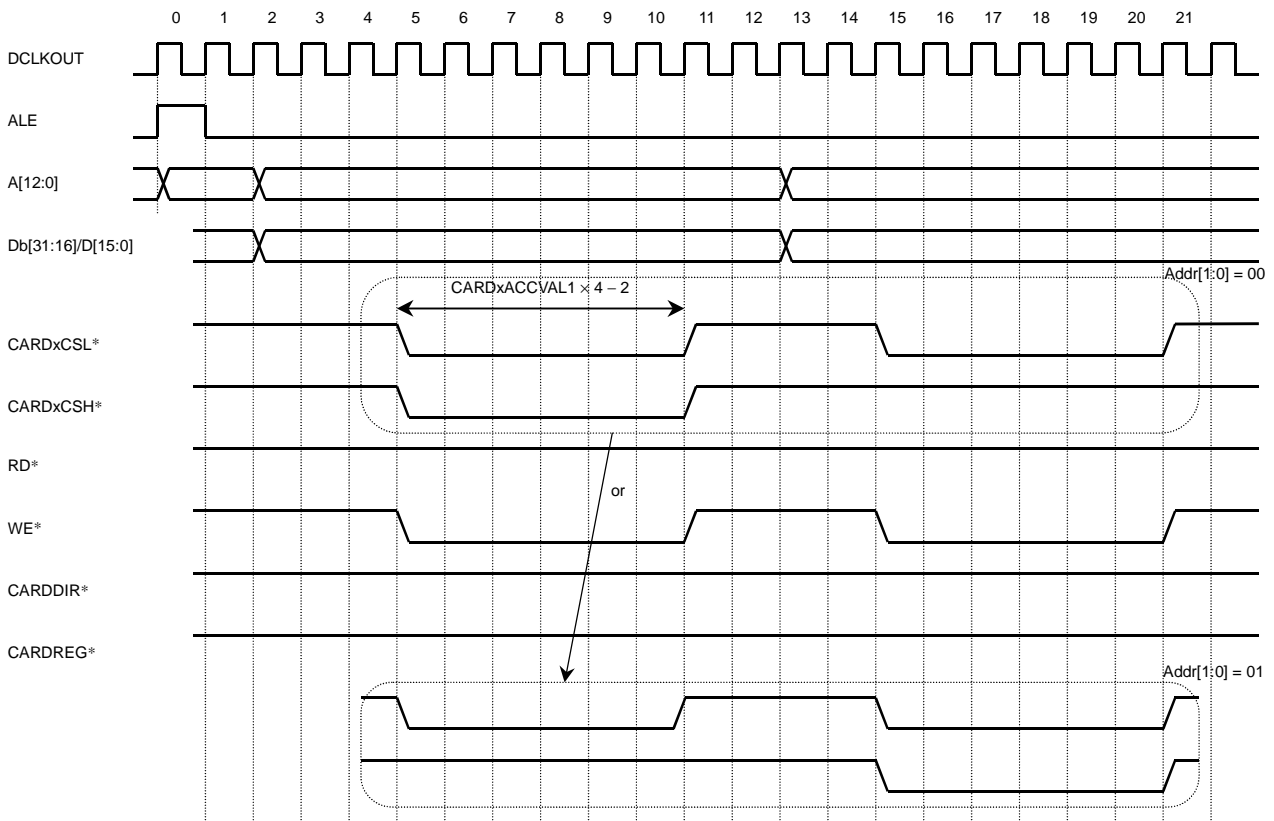 0 1 2 3 4 5 6 7 8 9 10 11 12 13 14 15 16 17 18 19 20 21
DCLKOUT
ALE
A[12:0]
Db[31:16]/D[15:0]
Addr[1:0] = 00
CARDxACCVAL1 × 4 – 2
CARDxCSL*
CARDxCSH*
RD*
or
WE*
CARDDIR*
CARDREG*
Addr[1:0] = 01